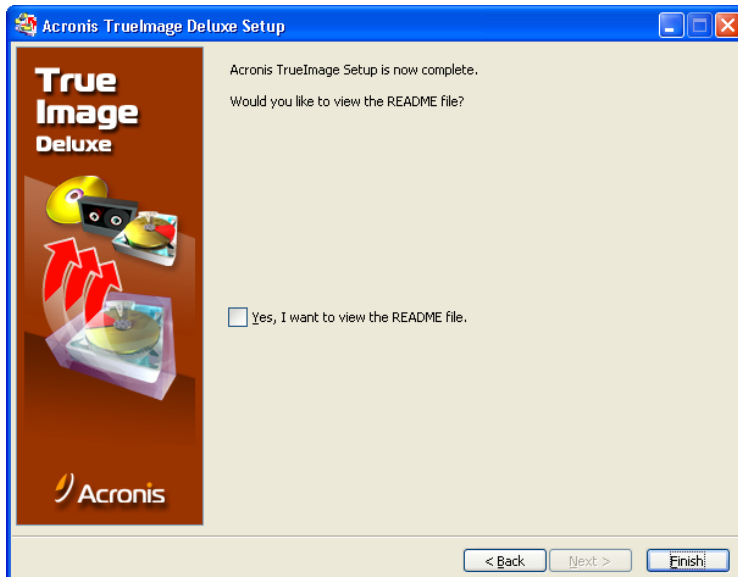 Acronis TrueImage Deluxe Setup
True
Image
Deluxe
Acronis
Acronis TrueImage Setup is now complete.
Would you like to view the README file?
Yes, I want to view the README file.
< Back
Next >
Finish